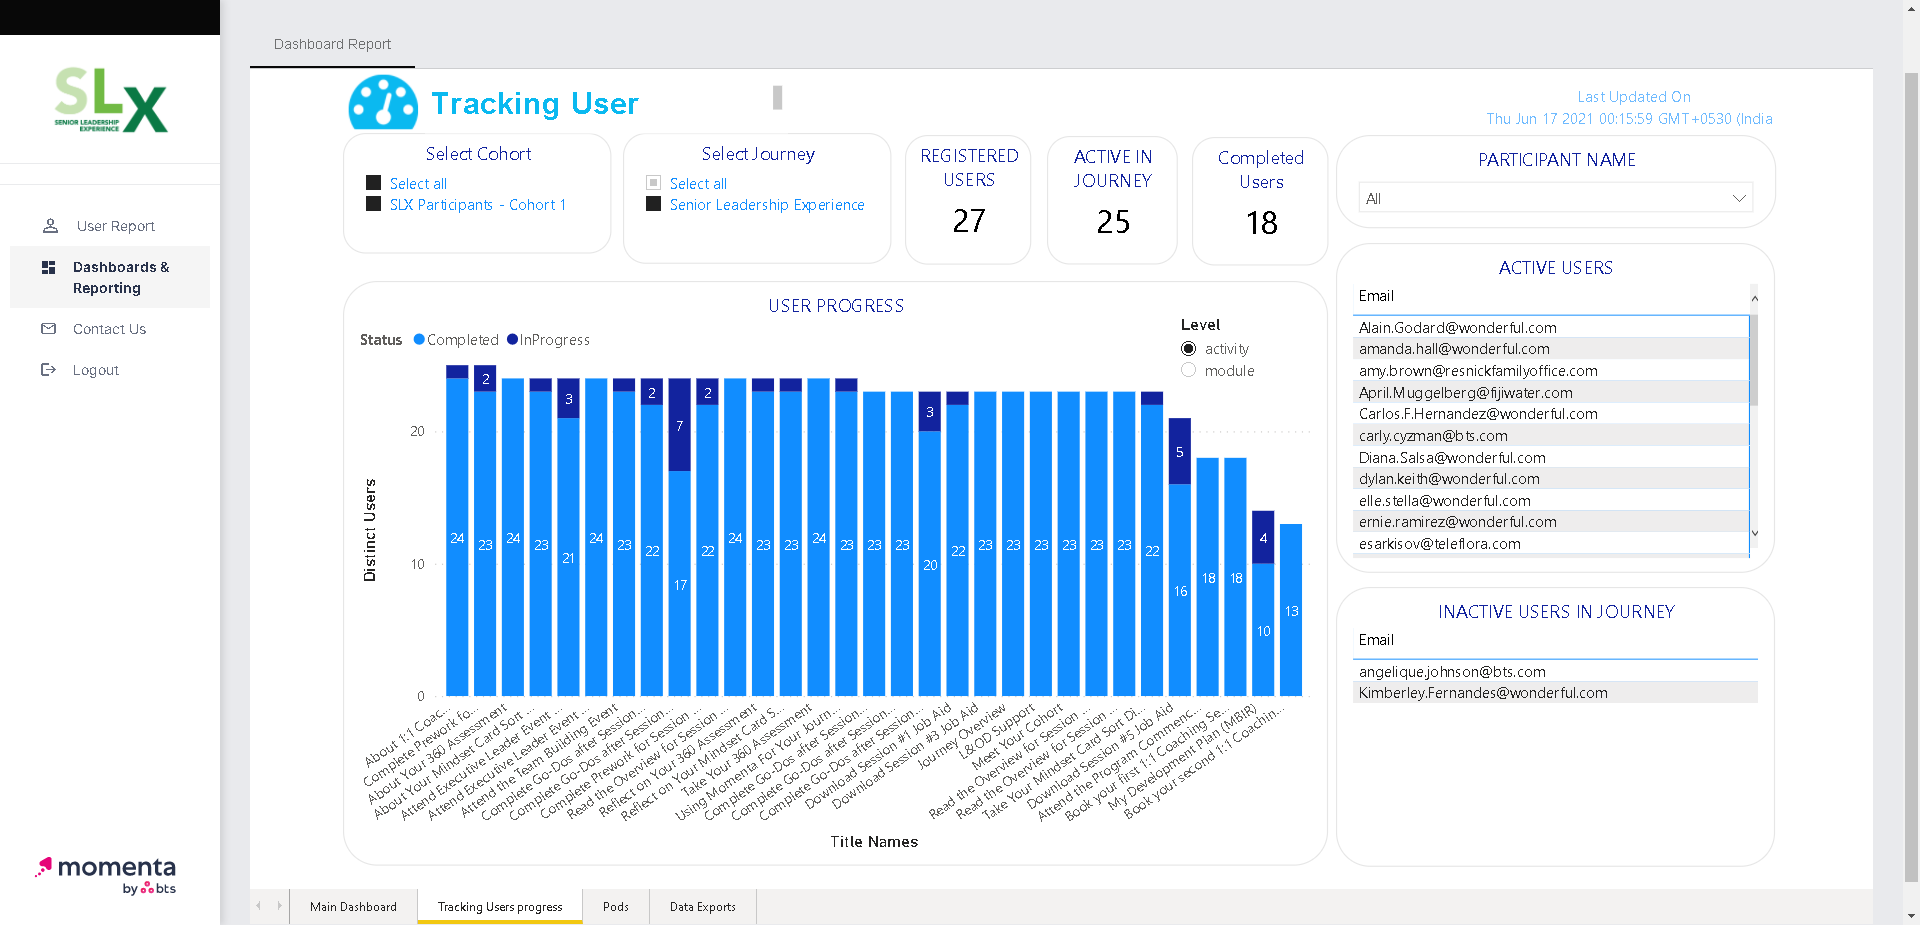 SLX
SENIOR LEADERSHIP
EXPERIENCE
User Report
Dashboards &
Reporting
Contact Us
Logout
momenta
by bts
Dashboard Report
Tracking User
Last Updated On
Thu Jun 17 2021 00:15:59 GMT+0530 (India
Select Cohort
Select all
SLX Participants - Cohort 1
Select Journey
Select all
Senior Leadership Experience
REGISTERED
USERS
27
ACTIVE IN
JOURNEY
25
Completed
Users
18
PARTICIPANT NAME
All
USER PROGRESS
Status Completed InProgress
Level
activity
module
Distinct Users
20
10
0
2
3
2
7
2
3
5
4
24
23
24
23
21
24
23
22
17
22
24
23
23
24
23
23
23
20
22
23
23
23
23
23
23
22
16
18
18
10
13
About 1:1 Coac...
Complete Prework fo...
About Your 360 Assessment
About Your Mindset Card Sort ...
Attend Executive Leader Event ...
Attend Executive Leader Event ...
Attend the Team Building Event
Complete Go-Dos after Session...
Complete Go-Dos after Session...
Complete Prework for Session ...
Read the Overview for Session ...
Reflect on Your 360 Assessment
Reflect on Your Mindset Card S...
Take Your 360 Assessment
Using Momenta For Your Journ...
Complete Go-Dos after Session...
Complete Go-Dos after Session...
Complete Go-Dos after Session...
Download Session #1 Job Aid
Download Session #3 Job Aid
Journey Overview
L&OD Support
Meet Your Cohort
Read the Overview for Session ...
Read the Overview for Session ...
Take Your Mindset Card Sort Di...
Download Session #5 Job Aid
Attend the Program Commenc...
Book your first 1:1 Coaching Se...
My Development Plan (MBIR)
Book your second 1:1 Coachin...
Title Names
ACTIVE USERS
Email
Alain.Godard@wonderful.com
amanda.hall@wonderful.com
amy.brown@resnickfamilyoffice.com
April.Muggelberg@fijiwater.com
Carlos.F.Hernandez@wonderful.com
carly.cyzman@bts.com
Diana.Salsa@wonderful.com
dylan.keith@wonderful.com
elle.stella@wonderful.com
ernie.ramirez@wonderful.com
esarkisov@teleflora.com
INACTIVE USERS IN JOURNEY
Email
angelique.johnson@bts.com
Kimberley.Fernandes@wonderful.com
Main Dashboard
Tracking Users progress
Pods
Data Exports